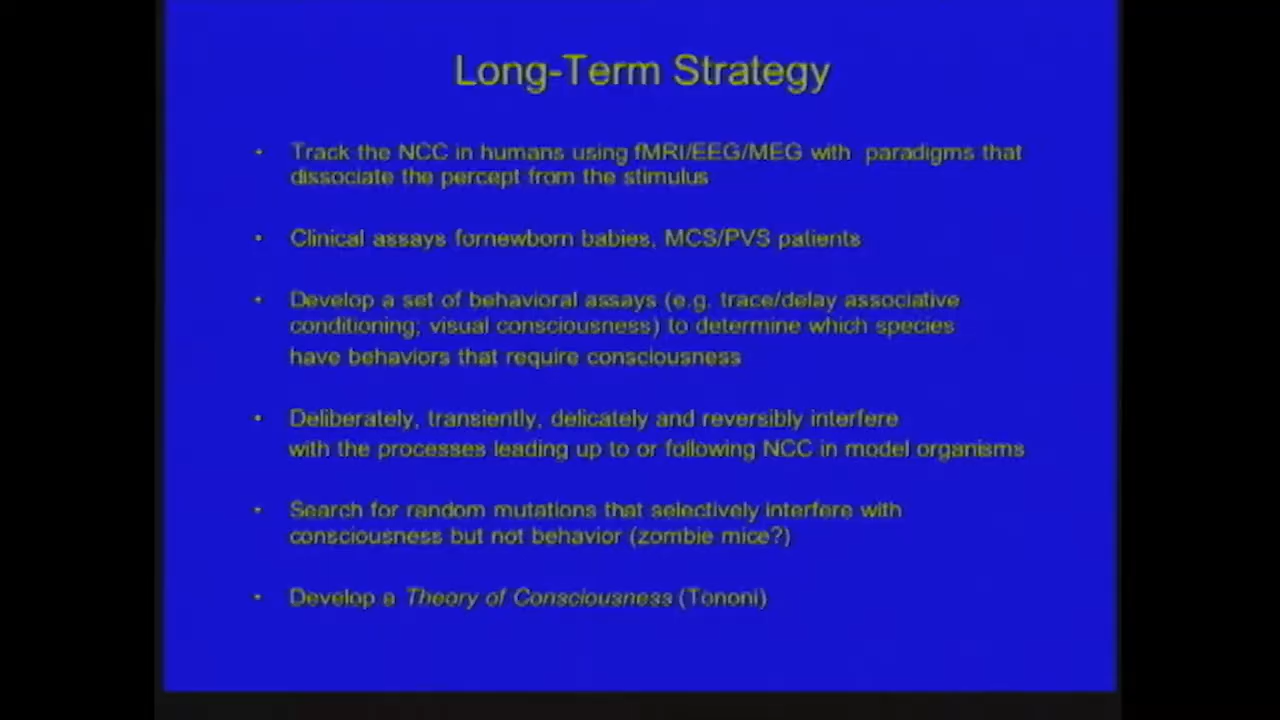 Long-Term Strategy
• Track the NCC in humans using fMRI/EEG/MEG with paradigms that
dissociate the percept from the stimulus
• Clinical assays fornewborn babies, MCS/PVS patients
• Develop a set of behavioral assays (e.g. trace/delay associative
conditioning; visual consciousness) to determine which species
have behaviors that require consciousness
• Deliberately, transiently, delicately and reversibly interfere
with the processes leading up to or following NCC in model organisms
• Search for random mutations that selectively interfere with
consciousness but not behavior (zombie mice?)
• Develop a Theory of Consciousness (Tononi)